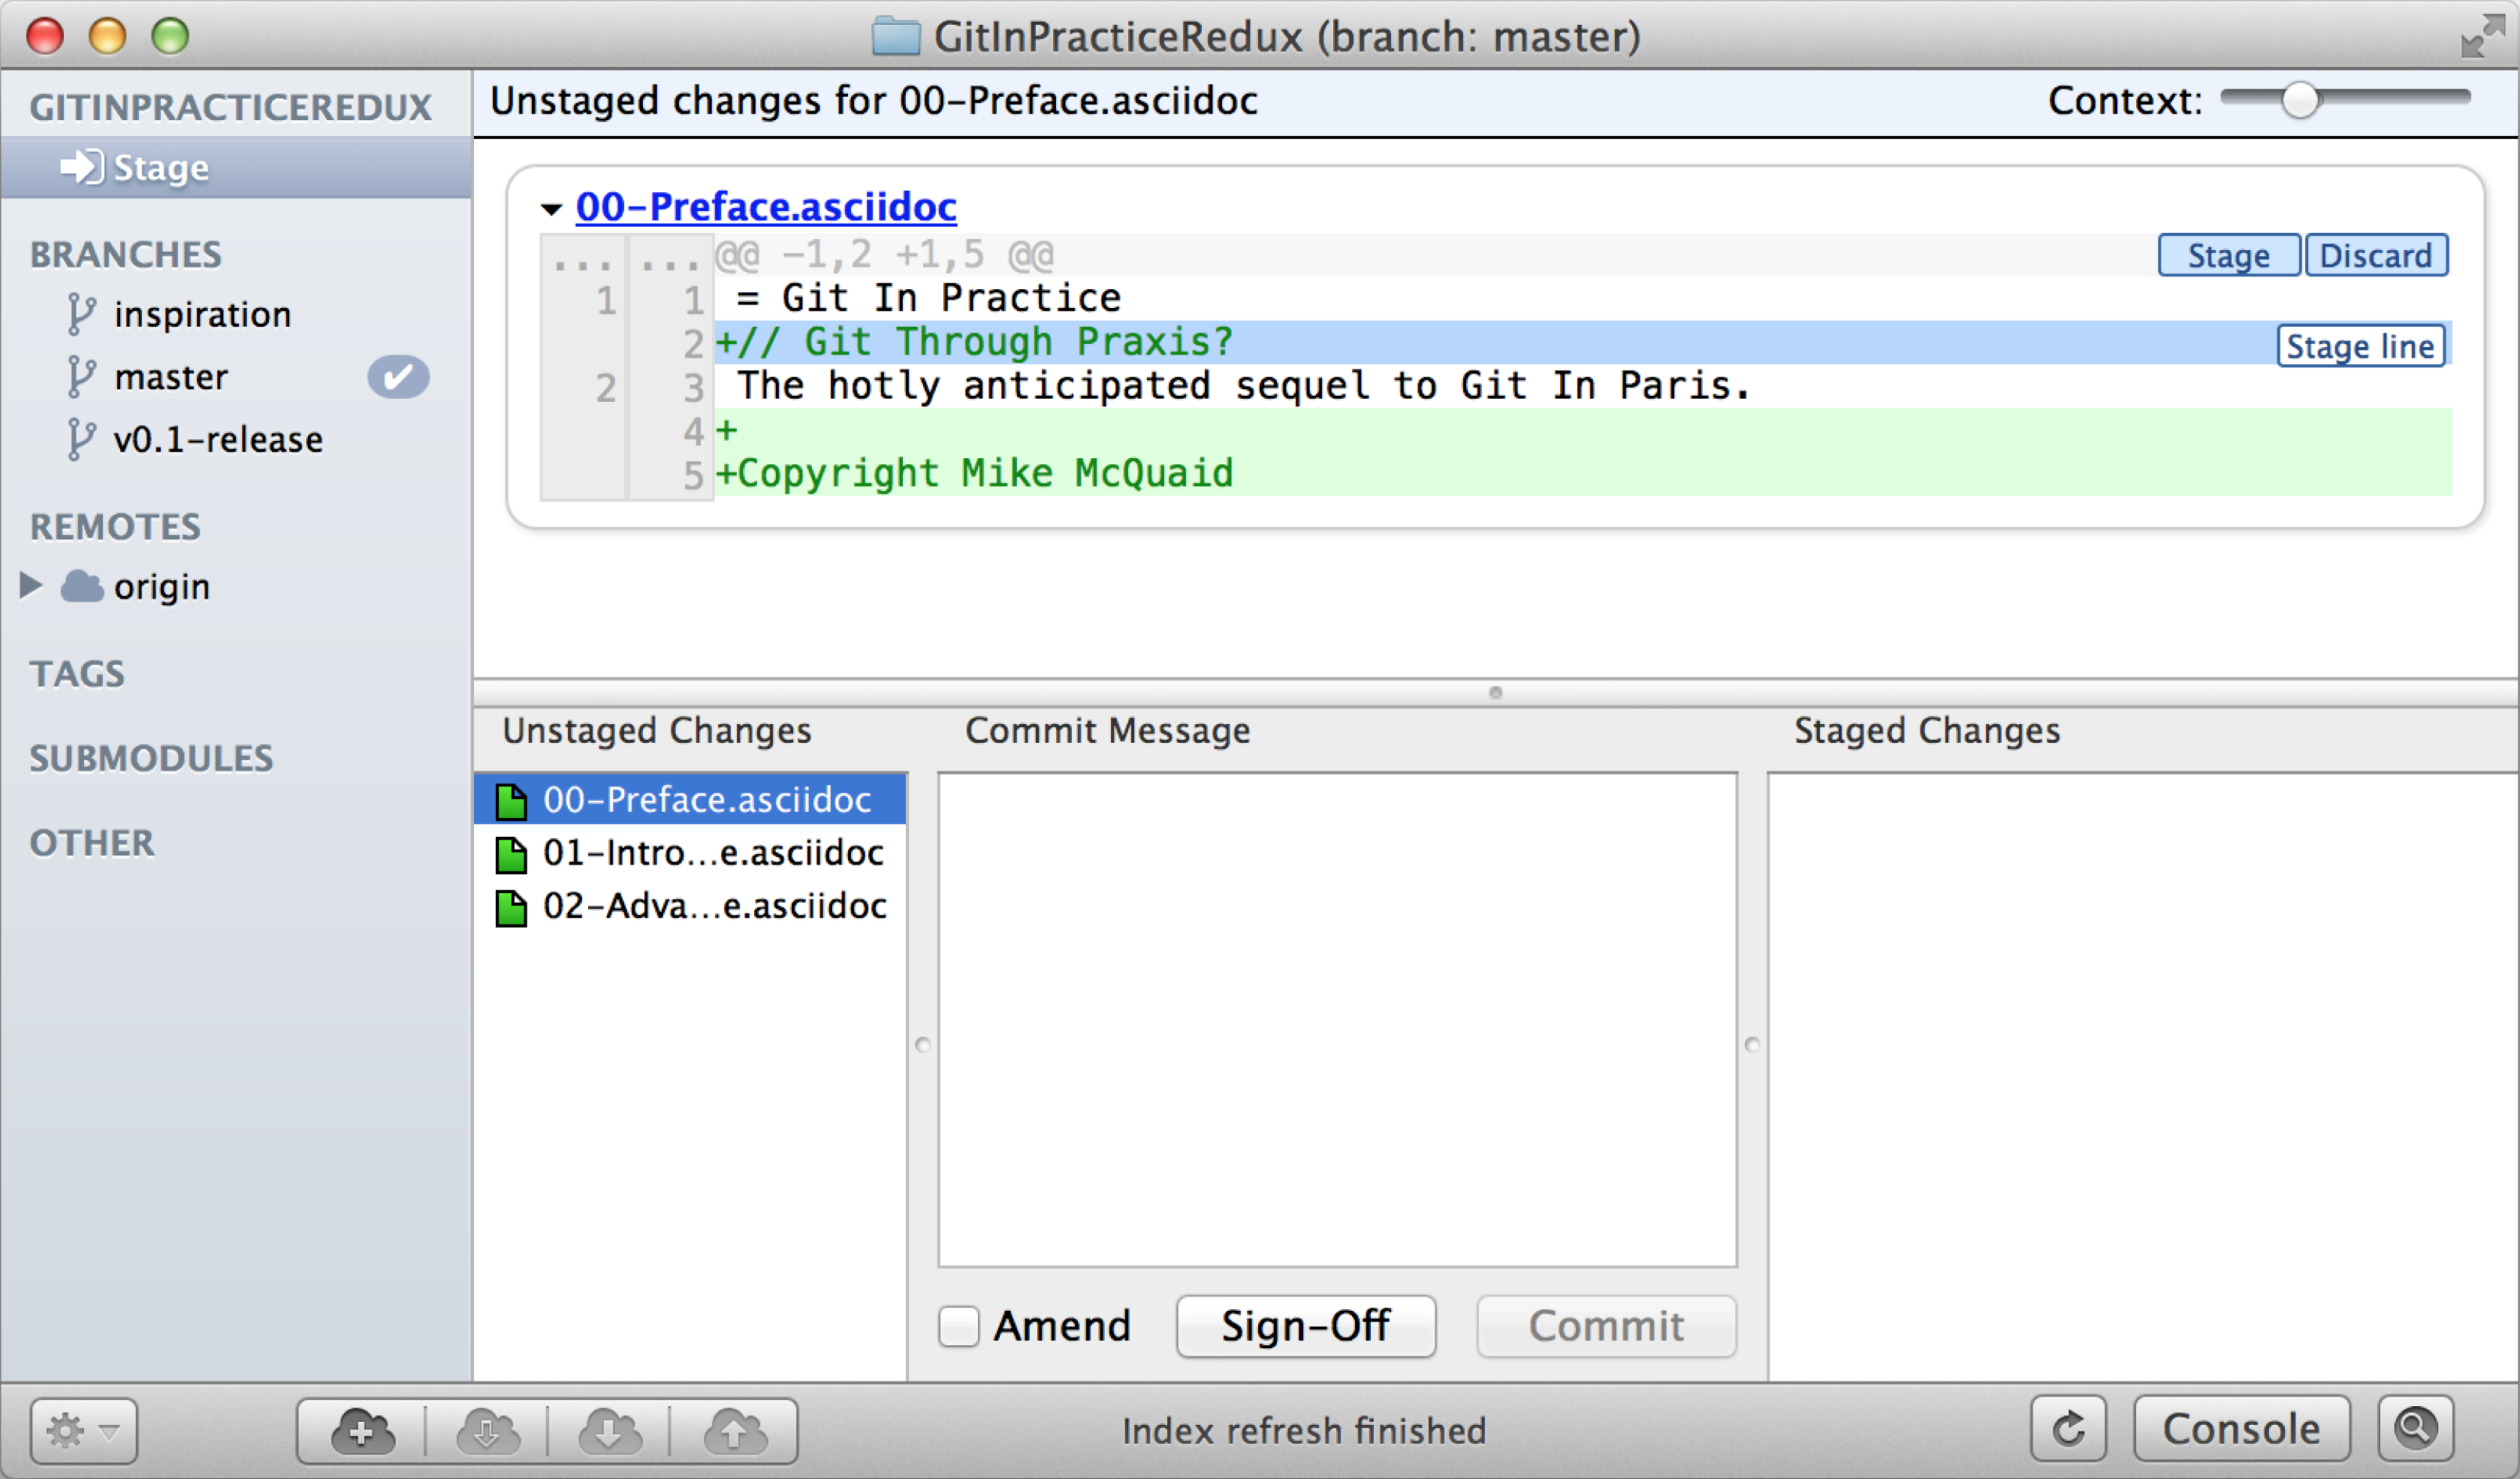 GitInPracticeRedux (branch: master)
GITINPRACTICEREDUX
Stage
BRANCHES
inspiration
master
v0.1-release
REMOTES
origin
TAGS
SUBMODULES
OTHER
Unstaged changes for 00-Preface.asciidoc
Context:
00-Preface.asciidoc
... ... @@ -1,2 +1,5 @@
Stage Discard
1 1 = Git In Practice
2 +// Git Through Praxis?
Stage line
2 3 The hotly anticipated sequel to Git In Paris.
4 +
5 +Copyright Mike McQuaid
Unstaged Changes
00-Preface.asciidoc
01-Intro...e.asciidoc
02-Adva...e.asciidoc
Commit Message
Amend
Sign-Off
Commit
Staged Changes
Index refresh finished
Console